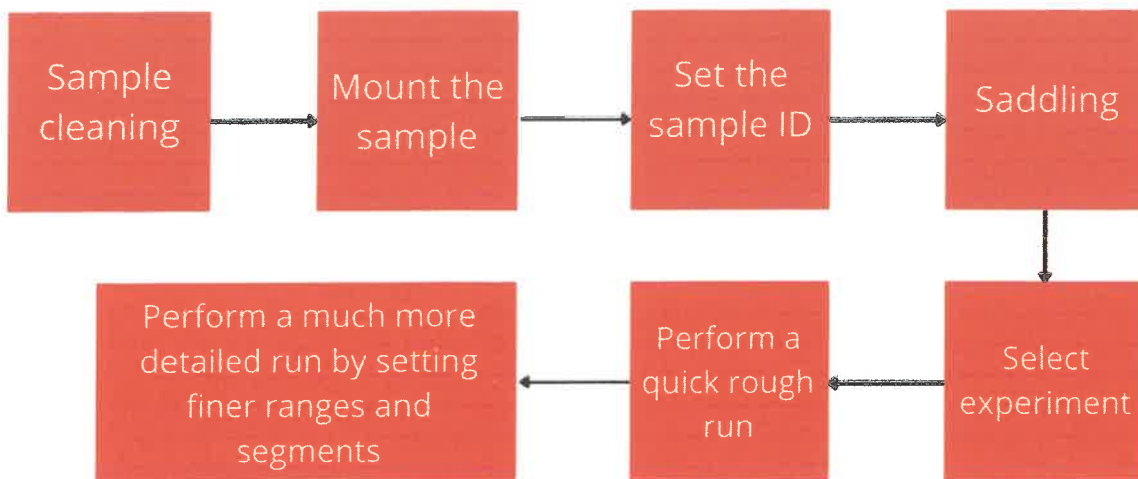 Sample
cleaning
Mount the
sample
Set the
sample ID
Saddling
Select
experiment
Perform a
quick rough
run
Perform a much more
detailed run by setting
finer ranges and
segments